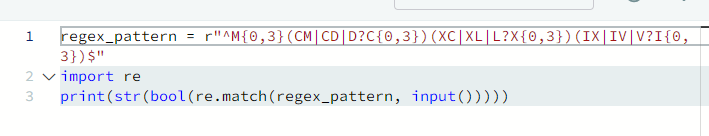 1 regex_pattern = r"^M{0,3}(CM|CD|D?C{0,3})(XC|XL|L?X{0,3})(IX|IV|V?I{0,
3})$"
2 import re
3 print(str(bool(re.match(regex_pattern, input()))))